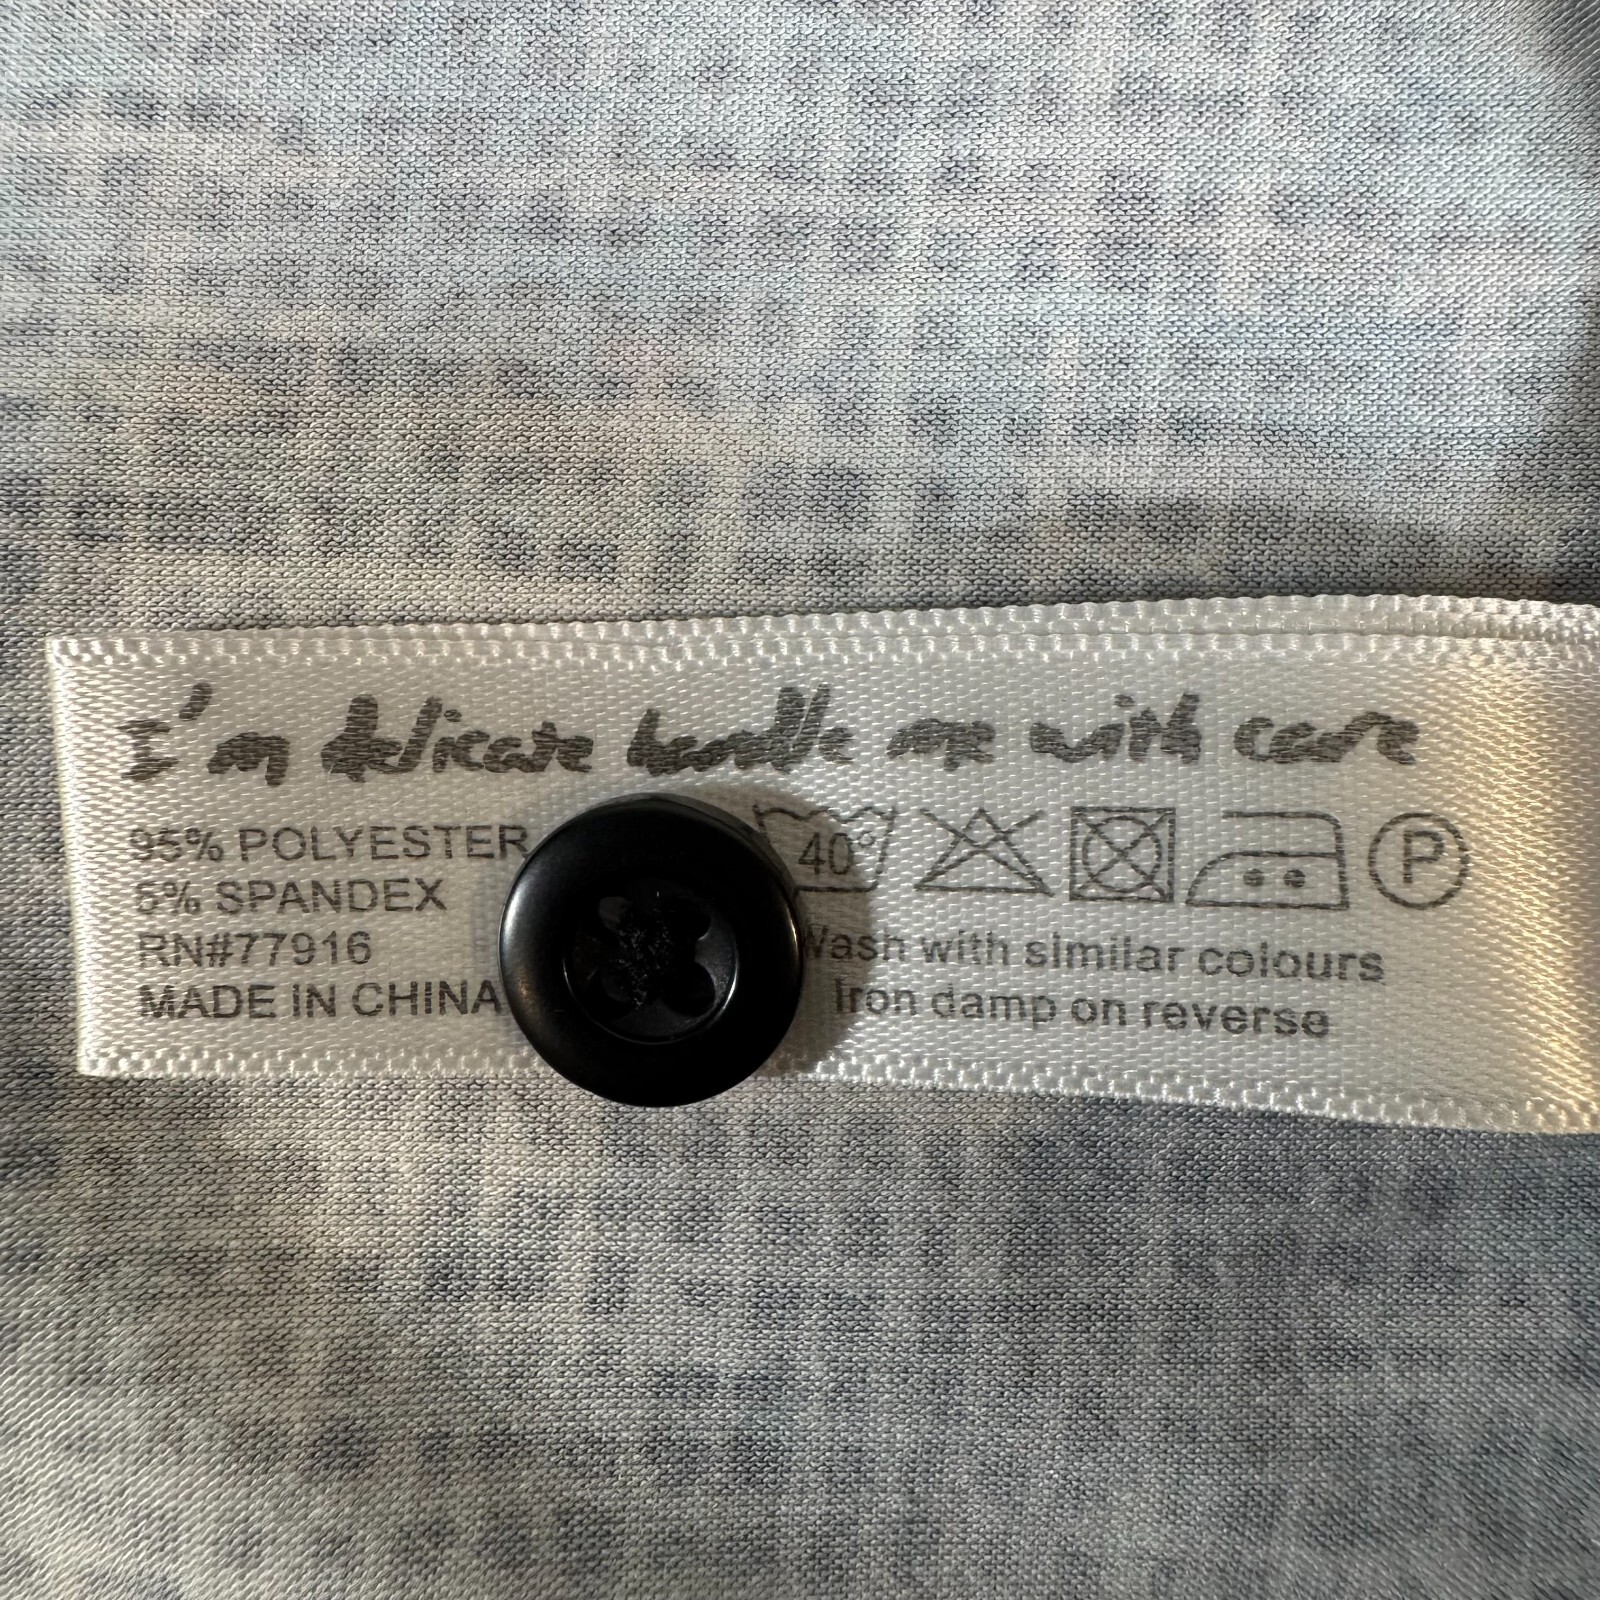 I'm delicate handle me with care
95% POLYESTER
5% SPANDEX
RN#77916
MADE IN CHINA
40°
P
Wash with similar colours
Iron damp on reverse